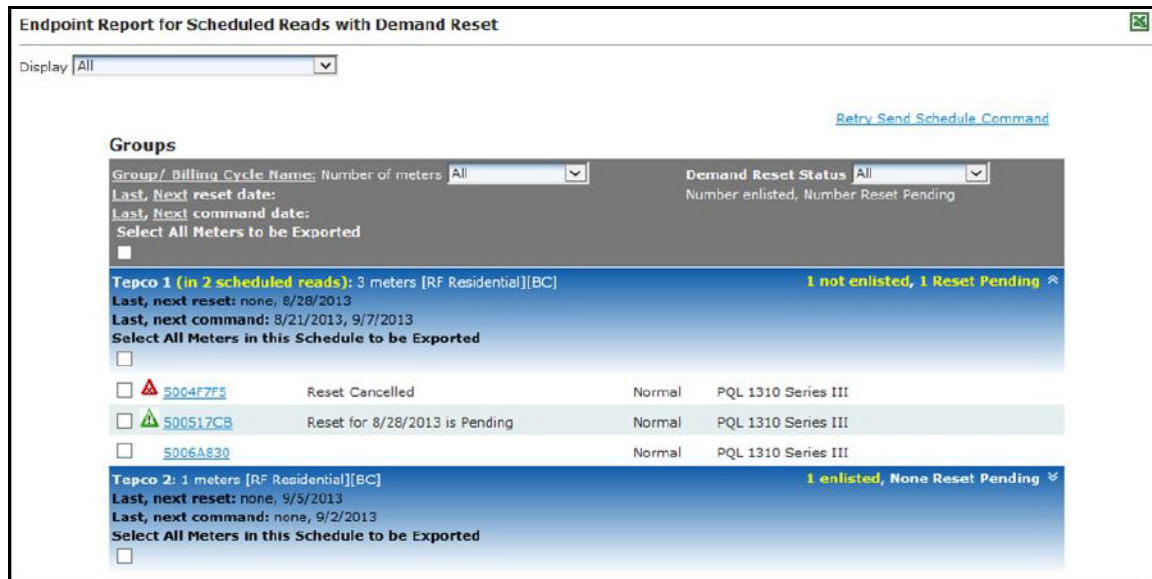 Endpoint Report for Scheduled Reads with Demand Reset
Display All
Retry Send Schedule Command
Groups
Group/ Billing Cycle Name: Number of meters All Demand Reset Status All
Last, Next reset date: Number enlisted, Number Reset Pending
Last, Next command date:
Select All Meters to be Exported
Tepco 1 (in 2 scheduled reads): 3 meters [RF Residential][BC] 1 not enlisted, 1 Reset Pending
Last, next reset: none, 8/28/2013
Last, next command: 8/21/2013, 9/7/2013
Select All Meters in this Schedule to be Exported
5004F7F5 Reset Cancelled Normal PQL 1310 Series III
500517CB Reset for 8/28/2013 is Pending Normal PQL 1310 Series III
5006A830 Normal PQL 1310 Series III
Tepco 2: 1 meters [RF Residential][BC] 1 enlisted, None Reset Pending
Last, next reset: none, 9/5/2013
Last, next command: none, 9/2/2013
Select All Meters in this Schedule to be Exported